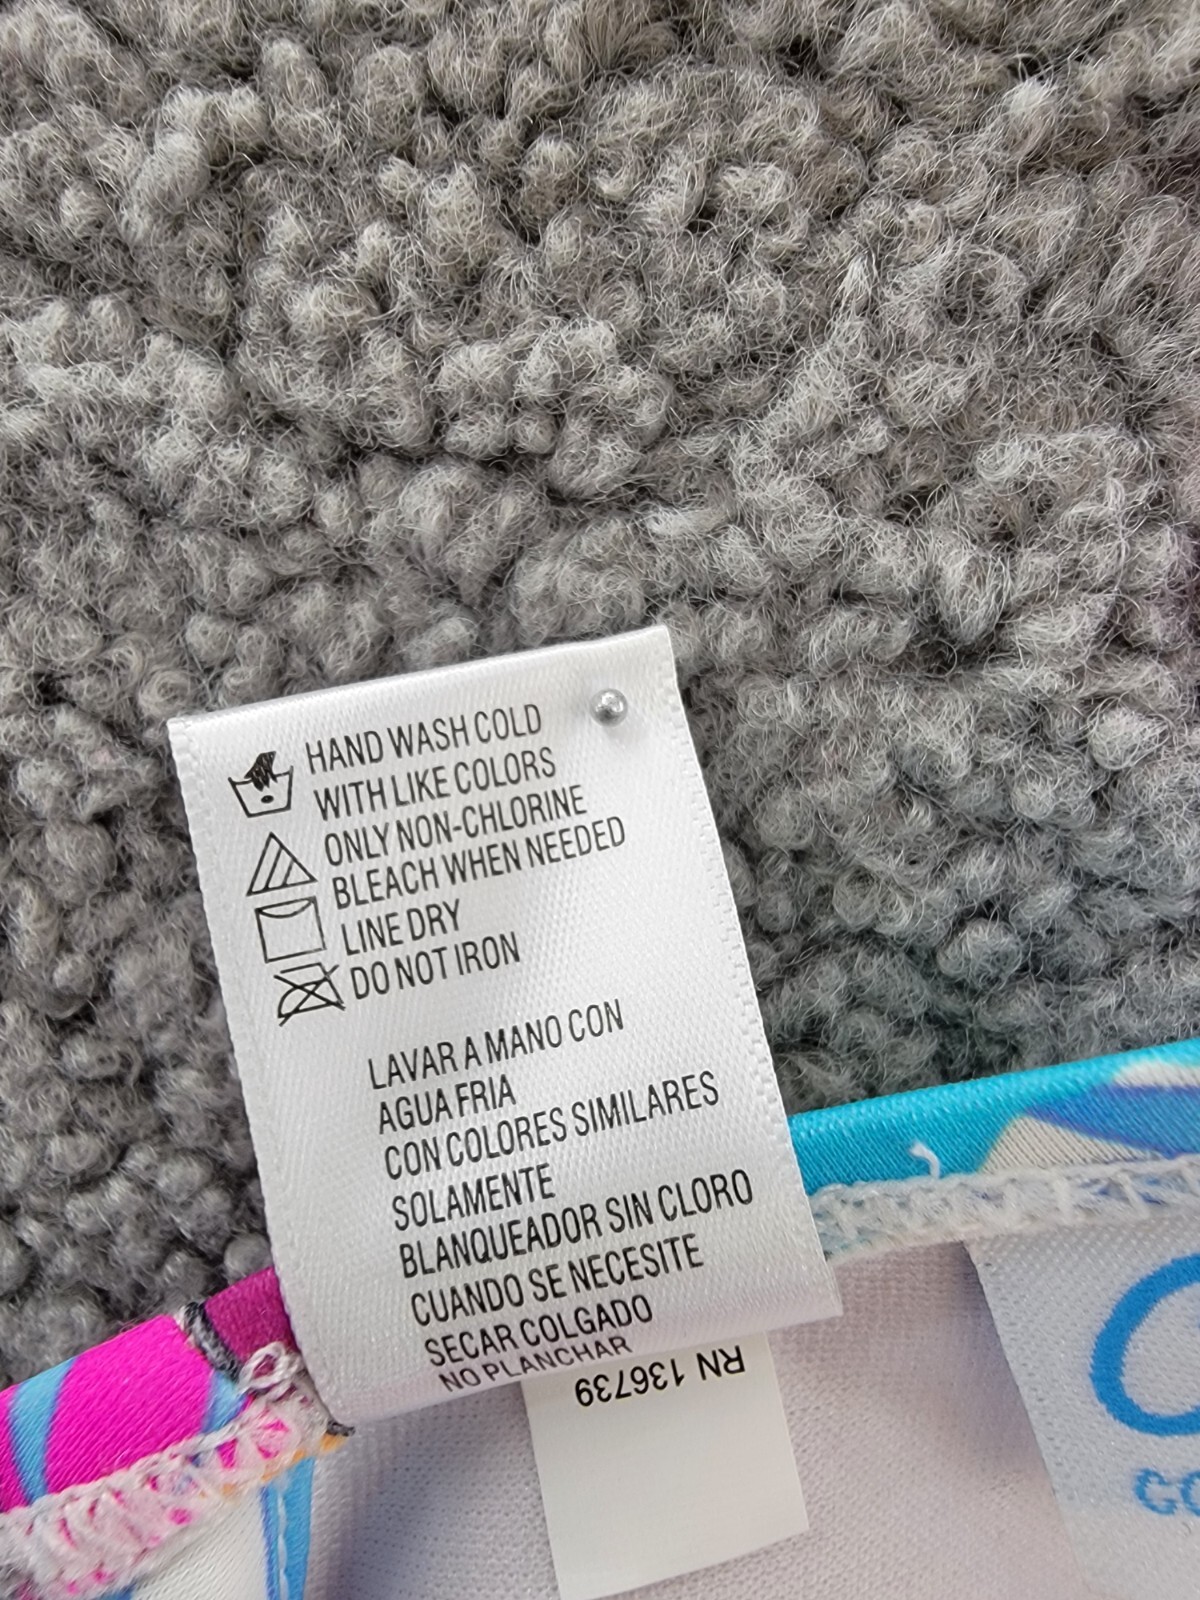 HAND WASH COLD
WITH LIKE COLORS
ONLY NON-CHLORINE
BLEACH WHEN NEEDED
LINE DRY
DO NOT IRON
LAVAR A MANO CON
AGUA FRIA
CON COLORES SIMILARES
SOLAMENTE
BLANQUEADOR SIN CLORO
CUANDO SE NECESITE
SECAR COLGADO
NO PLANCHAR
RN 136739